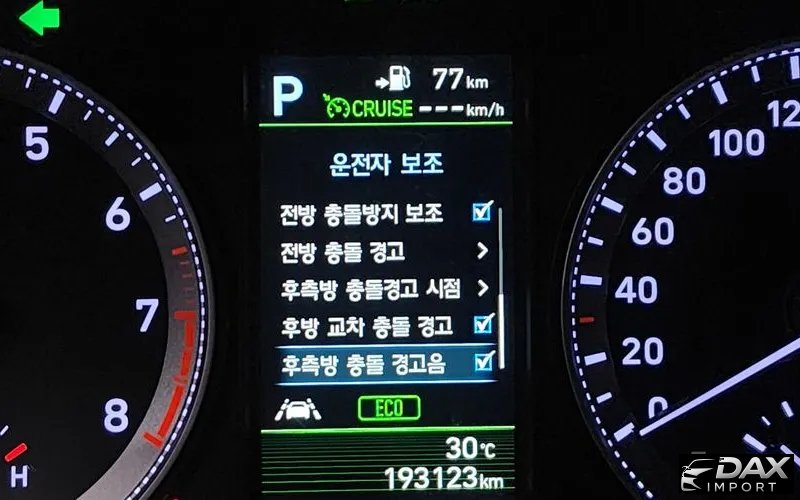 P
77 km
CRUISE ---km/h
운전자 보조
전방 충돌방지 보조
전방 충돌 경고
후측방 충돌경고 시점
후방 교차 충돌 경고
후측방 충돌 경고음
ECO
30℃
193123km
5
6
7
8
H
0
20
40
60
80
100
DAX
IMPORT